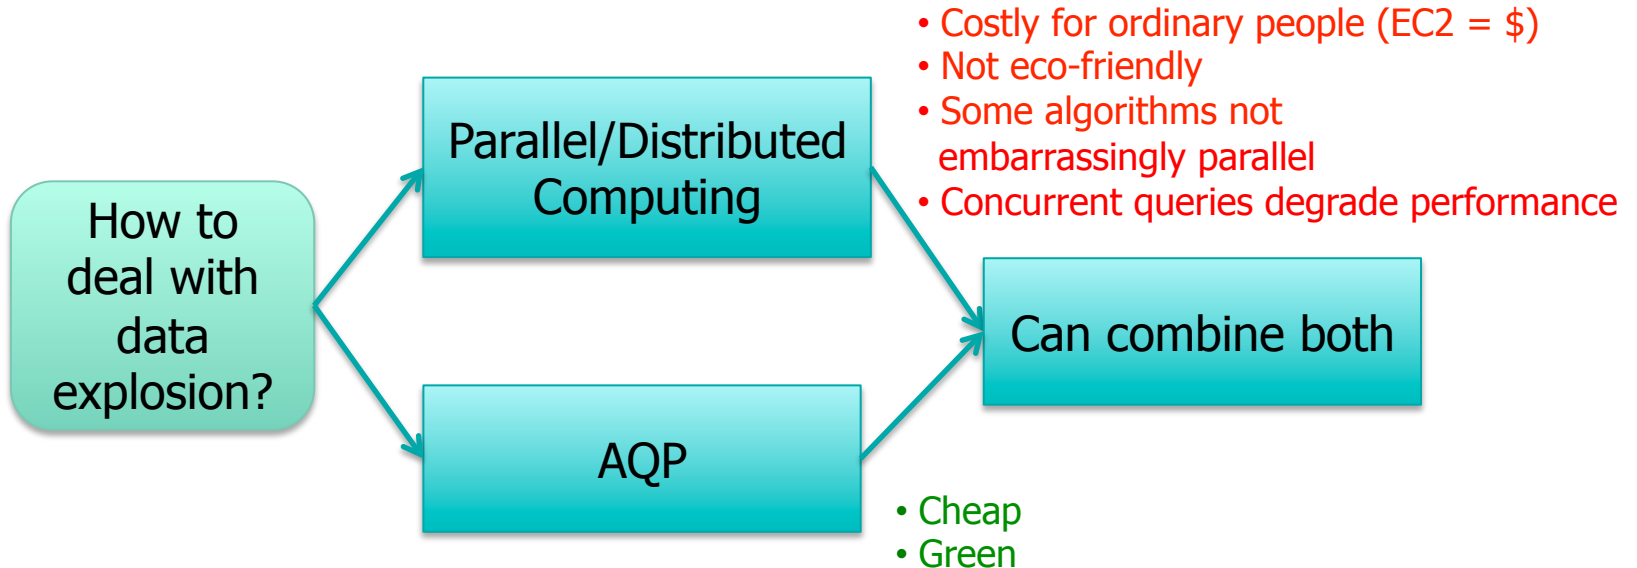 How to
deal with
data
explosion?
Parallel/Distributed
Computing
• Costly for ordinary people (EC2 = $)
• Not eco-friendly
• Some algorithms not
embarrassingly parallel
• Concurrent queries degrade performance
AQP
• Cheap
• Green
Can combine both